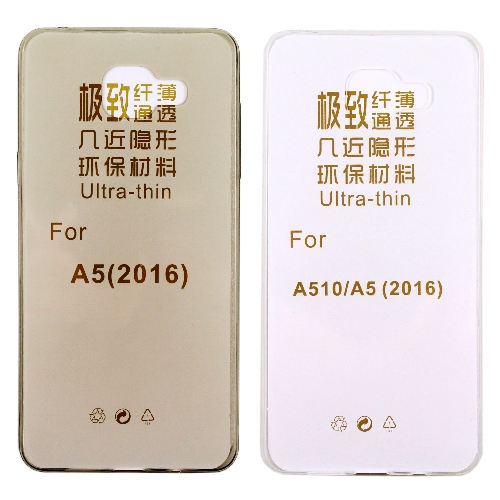 极致纤薄
通透
几近隐形
环保材料
Ultra-thin
For
A5(2016)
极致纤薄
通透
几近隐形
环保材料
Ultra-thin
For
A510/A5 (2016)